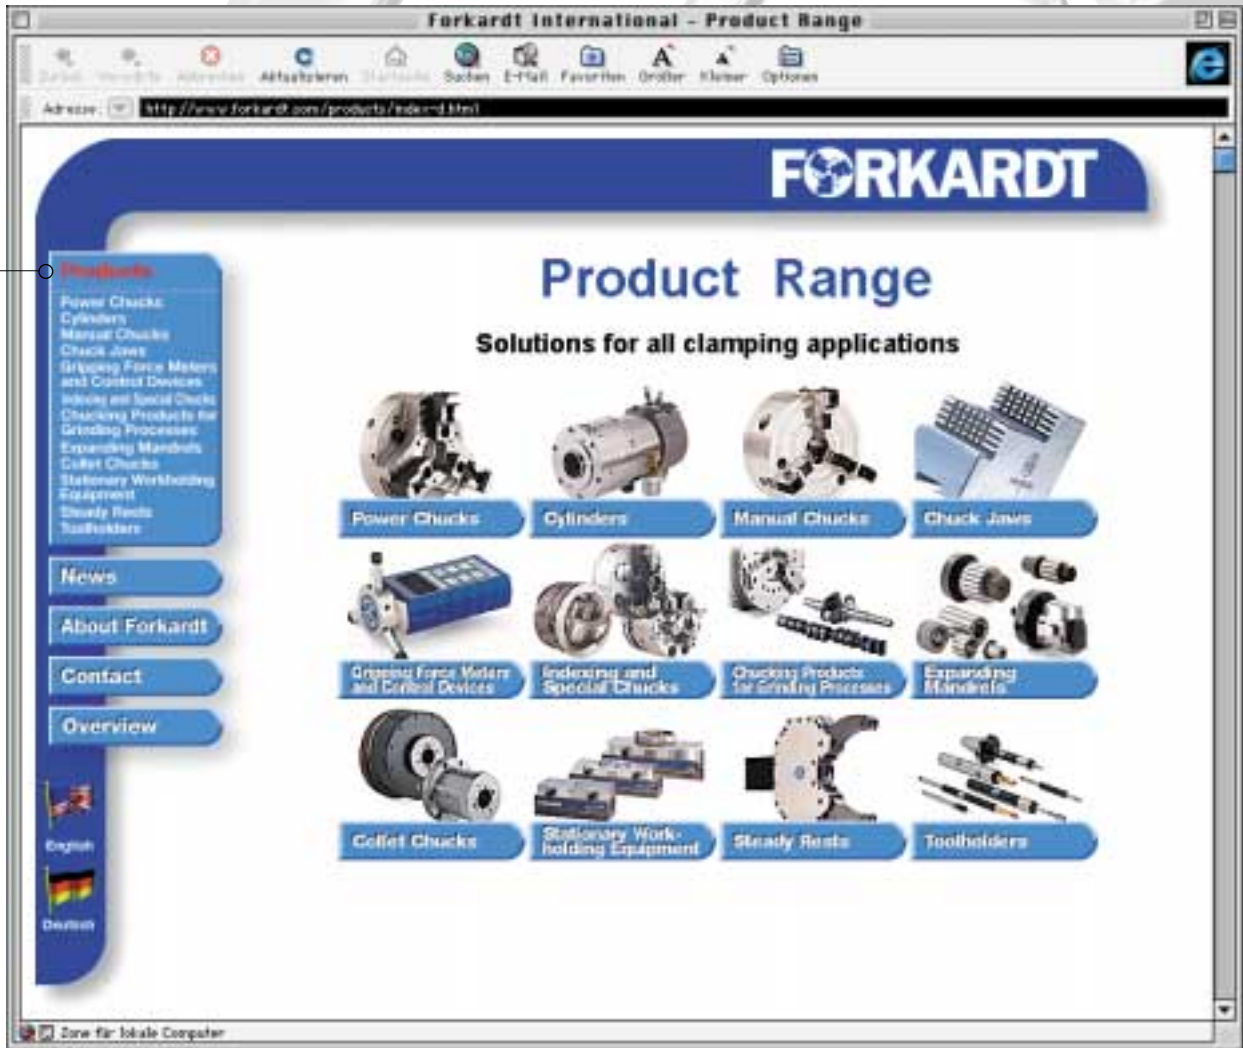 Forkardt International - Product Range
Zurück Vorwärts Abbrechen Aktualisieren Startseite Suchen E-Mail Favoriten Größer Kleiner Optionen
Adresse: http://www.forkardt.com/products/index-d.html
FORKARDT
Products
Power Chucks
Cylinders
Manual Chucks
Chuck Jaws
Gripping Force Meters
and Control Devices
Indexing and Special Chucks
Chucking Products for
Grinding Processes
Expanding Mandrels
Collet Chucks
Stationary Workholding
Equipment
Steady Rests
Toolholders
News
About Forkardt
Contact
Overview
English
Deutsch
Product Range
Solutions for all clamping applications
Power Chucks
Cylinders
Manual Chucks
Chuck Jaws
Gripping Force Meters
and Control Devices
Indexing and
Special Chucks
Chucking Products
for Grinding Processes
Expanding
Mandrels
Collet Chucks
Stationary Work-
holding Equipment
Steady Rests
Toolholders
Zone für lokale Computer